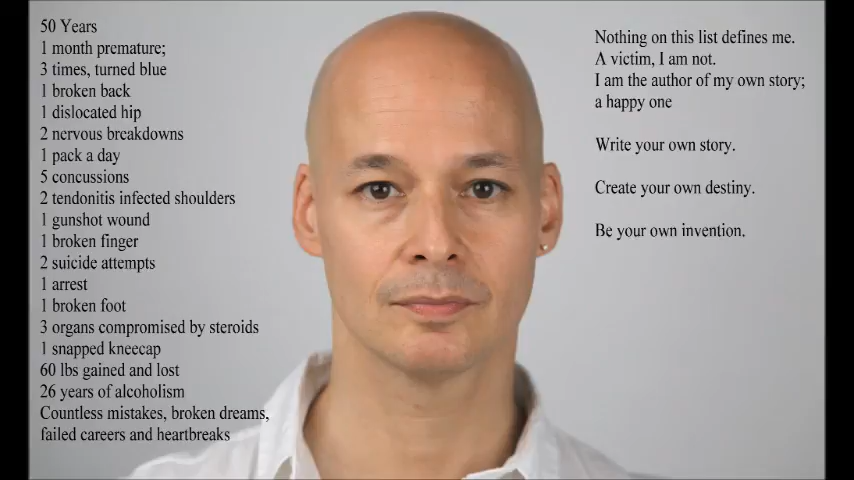 50 Years
1 month premature;
3 times, turned blue
1 broken back
1 dislocated hip
2 nervous breakdowns
1 pack a day
5 concussions
2 tendonitis infected shoulders
1 gunshot wound
1 broken finger
2 suicide attempts
1 arrest
1 broken foot
3 organs compromised by steroids
1 snapped kneecap
60 lbs gained and lost
26 years of alcoholism
Countless mistakes, broken dreams,
failed careers and heartbreaks
Nothing on this list defines me.
A victim, I am not.
I am the author of my own story;
a happy one
Write your own story.
Create your own destiny.
Be your own invention.